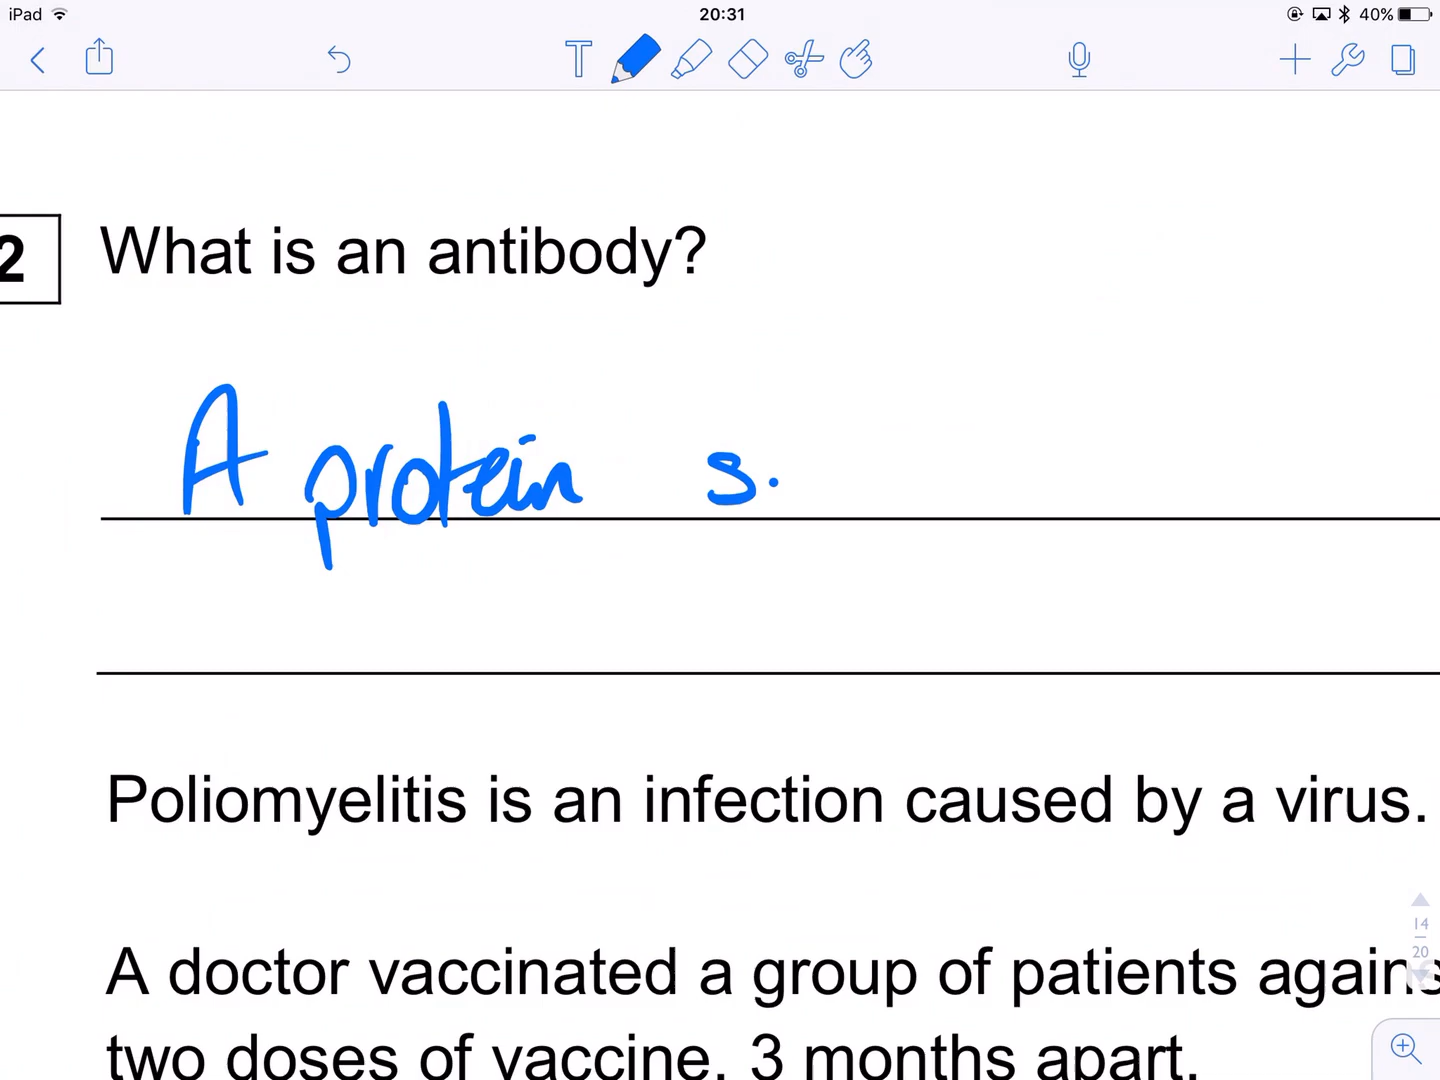 iPad 20:31 40%
T
2 What is an antibody?
A protein s.
Poliomyelitis is an infection caused by a virus.
14
20
A doctor vaccinated a group of patients agains
two doses of vaccine, 3 months apart.